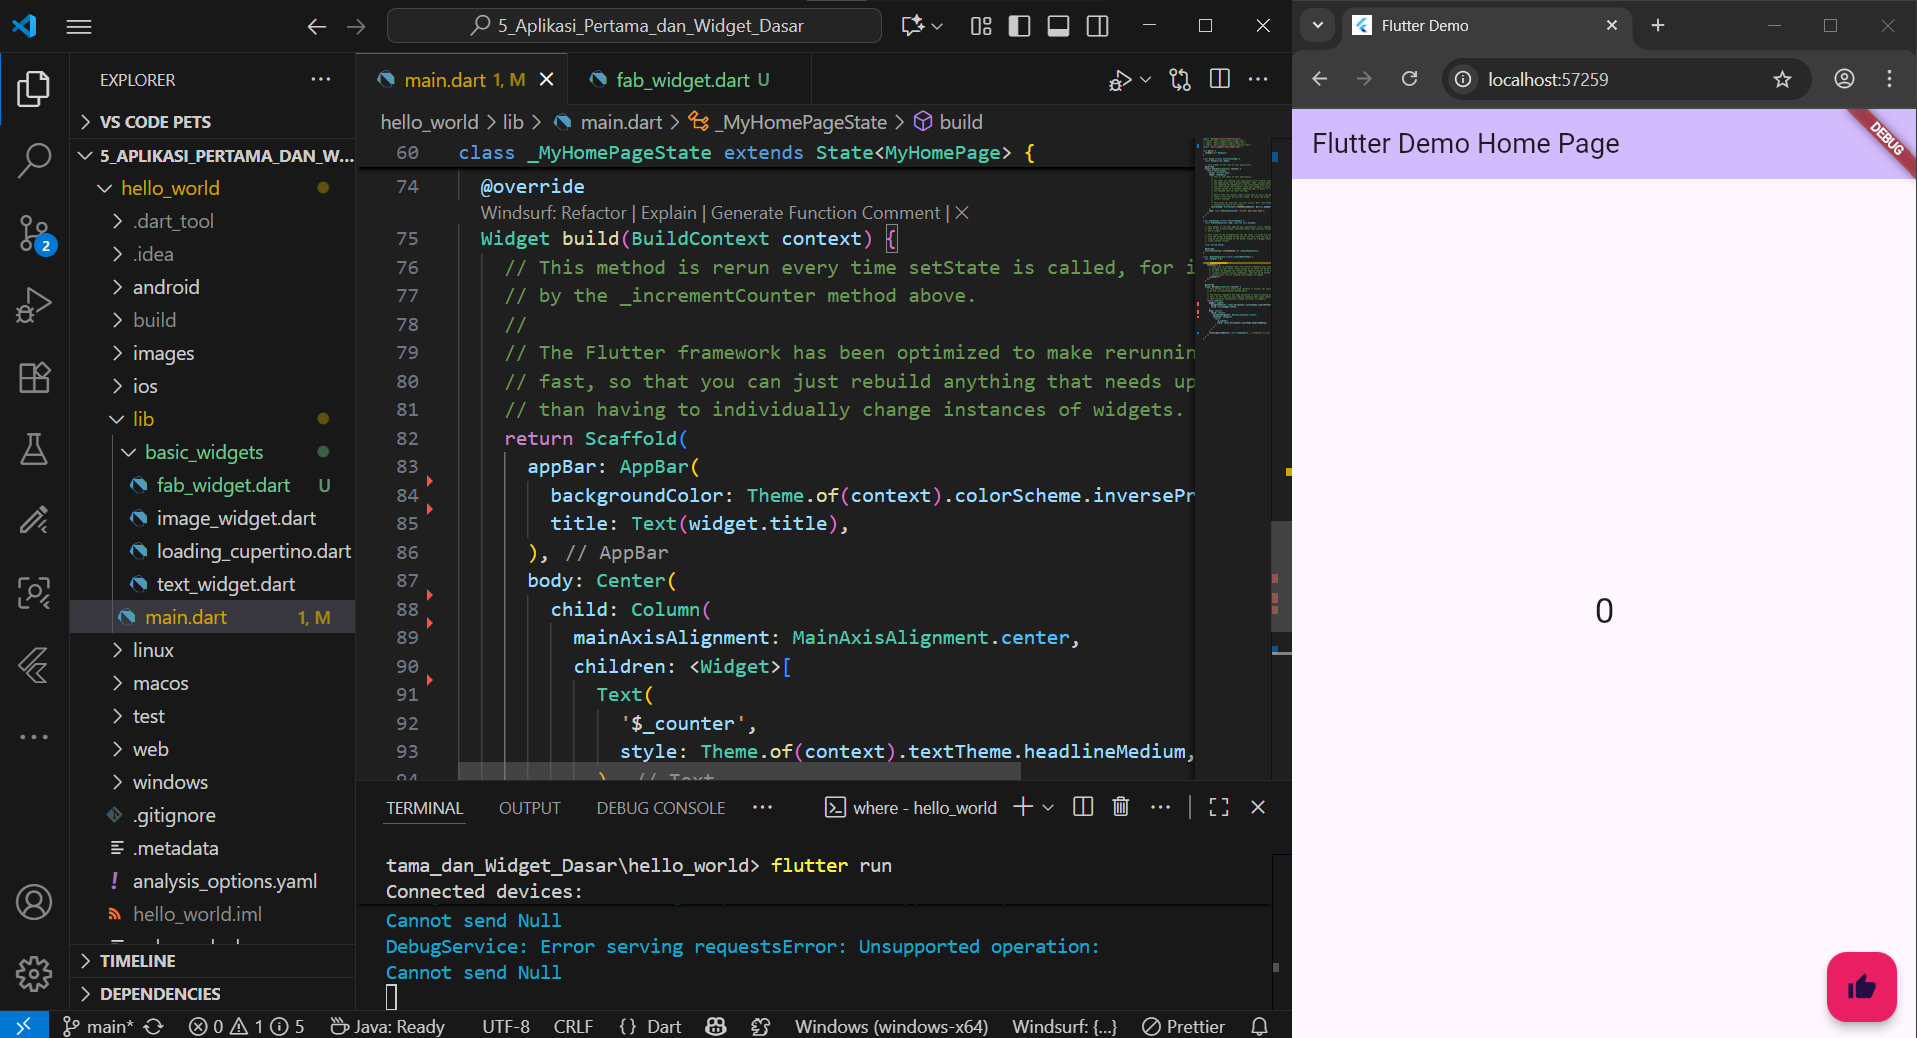 5_Aplikasi_Pertama_dan_Widget_Dasar
EXPLORER
VS CODE PETS
5_APLIKASI_PERTAMA_DAN_W...
hello_world
.dart_tool
.idea
android
build
images
ios
lib
basic_widgets
fab_widget.dart U
image_widget.dart
loading_cupertino.dart
text_widget.dart
main.dart 1, M
linux
macos
test
web
windows
.gitignore
.metadata
! analysis_options.yaml
hello_world.iml
TIMELINE
DEPENDENCIES
2
main.dart 1, M
fab_widget.dart U
hello_world > lib > main.dart > _MyHomePageState > build
60 class _MyHomePageState extends State<MyHomePage> {
74 @override
Windsurf: Refactor | Explain | Generate Function Comment | X
75 Widget build(BuildContext context) {
76 // This method is rerun every time setState is called, for i
77 // by the _incrementCounter method above.
78 //
79 // The Flutter framework has been optimized to make rerunnin
80 // fast, so that you can just rebuild anything that needs up
81 // than having to individually change instances of widgets.
82 return Scaffold(
83 appBar: AppBar(
84 backgroundColor: Theme.of(context).colorScheme.inversePr
85 title: Text(widget.title),
86 ), // AppBar
87 body: Center(
88 child: Column(
89 mainAxisAlignment: MainAxisAlignment.center,
90 children: <Widget>[
91 Text(
92 '$_counter',
93 style: Theme.of(context).textTheme.headlineMedium,
94 ) // Text
TERMINAL OUTPUT DEBUG CONSOLE ... where - hello_world
tama_dan_Widget_Dasar\hello_world> flutter run
Connected devices:
Cannot send Null
DebugService: Error serving requestsError: Unsupported operation:
Cannot send Null
main* 0 1 5 Java: Ready UTF-8 CRLF {} Dart Windows (windows-x64) Windsurf: {...} Prettier
Flutter Demo
localhost:57259
Flutter Demo Home Page
DEBUG
0